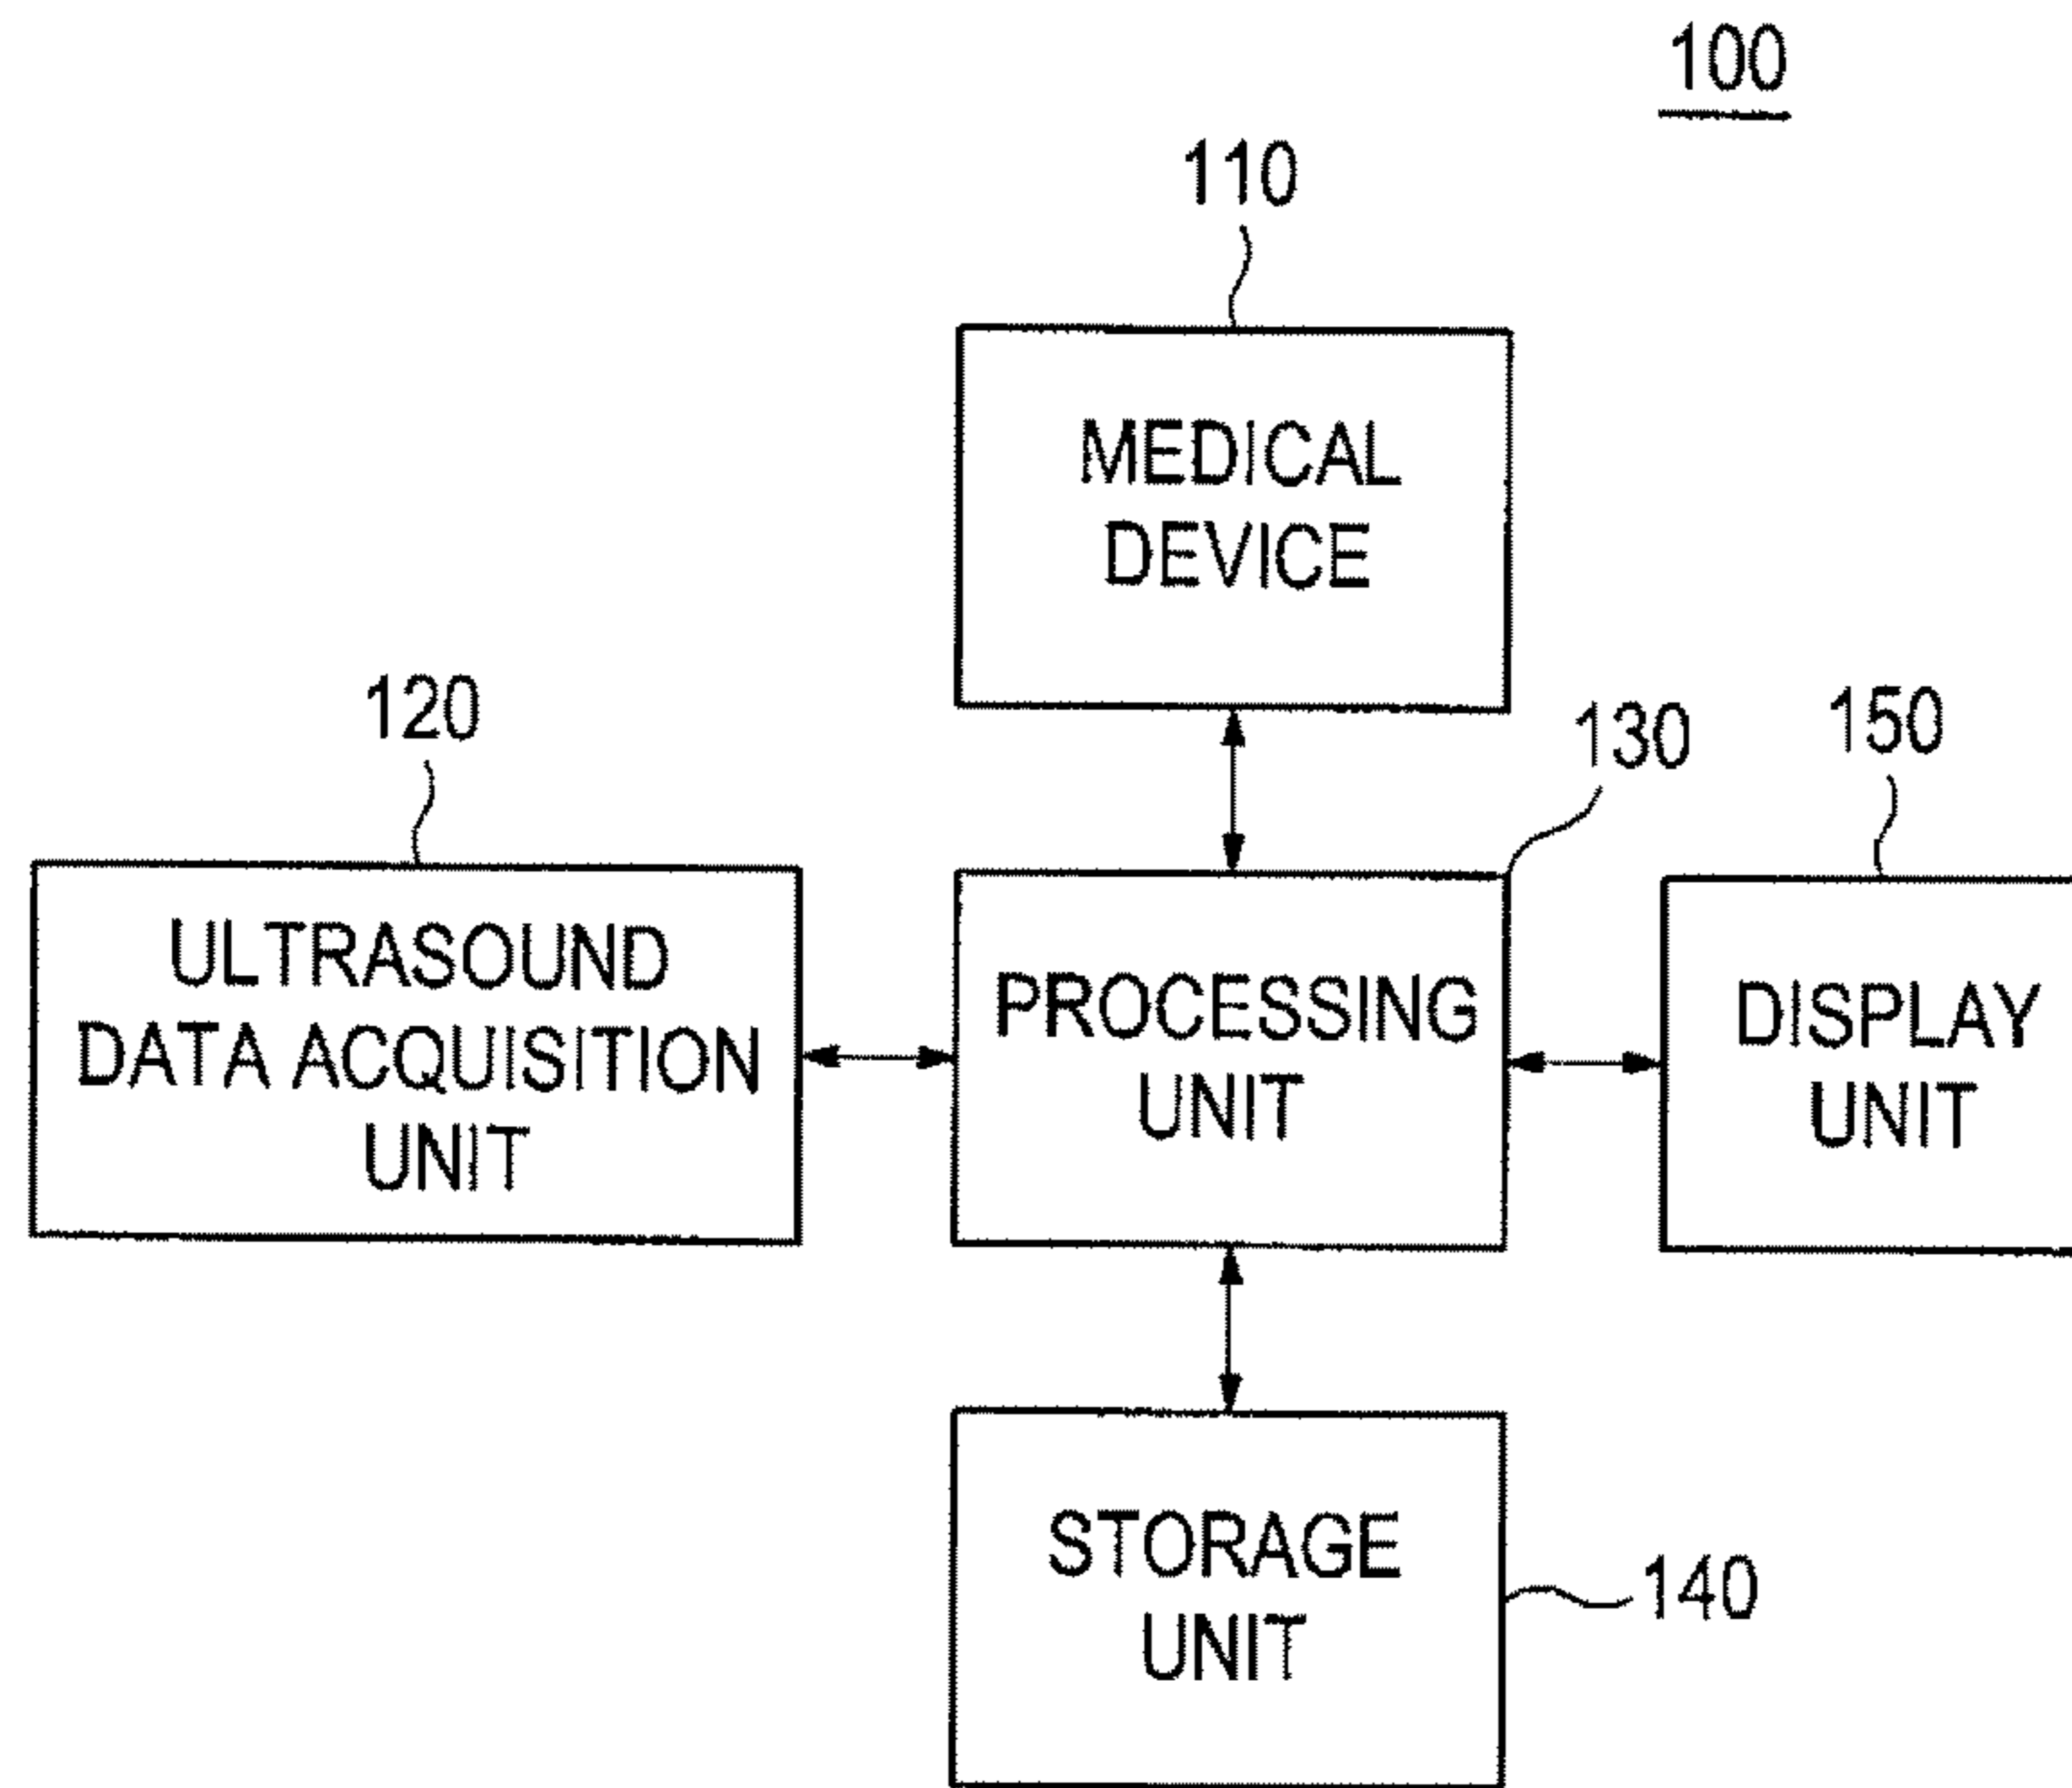 100
110
MEDICAL
DEVICE
120
130
150
ULTRASOUND
DATA ACQUISITION
UNIT
PROCESSING
UNIT
DISPLAY
UNIT
STORAGE
UNIT
140